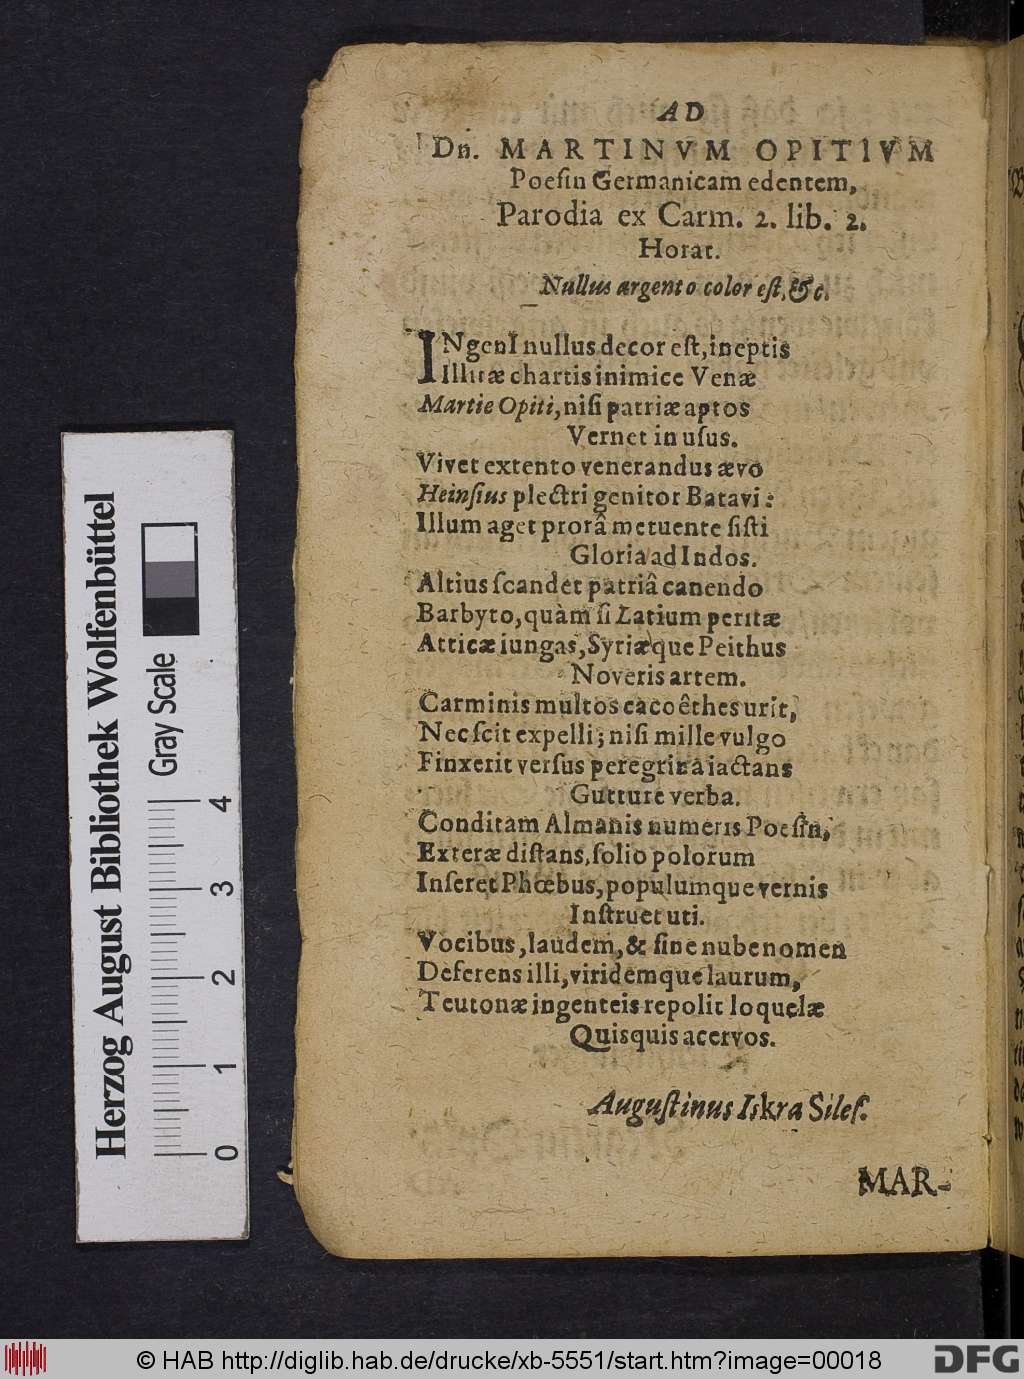 AD
Dn. MARTINVM OPITIVM
Poeſin Germanicam edentem,
Parodia ex Carm. 2. lib. 2.
Horat.
Nullus argento color eſt, &c.
INgenI nullus decor eſt, ineptis
Illitæ chartis inimice Venæ
Martie Opiti, niſi patriæ aptos
Vernet in uſus.
Vivet extento venerandus ævo
Heinſius plectri genitor Batavi:
Illum aget prorâ metuente ſiſti
Gloria ad Indos.
Altius ſcandet patriâ canendo
Barbyto, quàm ſi Latium peritæ
Atticæ iungas, Syriæque Peithus
Noveris artem.
Carminis multos cacoêthes urit,
Nec ſcit expelli; niſi mille vulgo
Finxerit verſus peregrina iactans
Gutture verba.
Conditam Almanis numeris Poeſin,
Exteræ diſtans, ſolio polorum
Inſeret Phœbus, populumque vernis
Inſtruet uti.
Vocibus, laudem, & ſine nube nomen
Deferens illi, viridemque laurum,
Teutonæ ingenteis repolit loquelæ
Quisquis acervos.
Auguſtinus Iskra Sileſ.
MAR-
Herzog August Bibliothek Wolfenbüttel
Gray Scale
0 1 2 3 4
© HAB http://diglib.hab.de/drucke/xb-5551/start.htm?image=00018
DFG